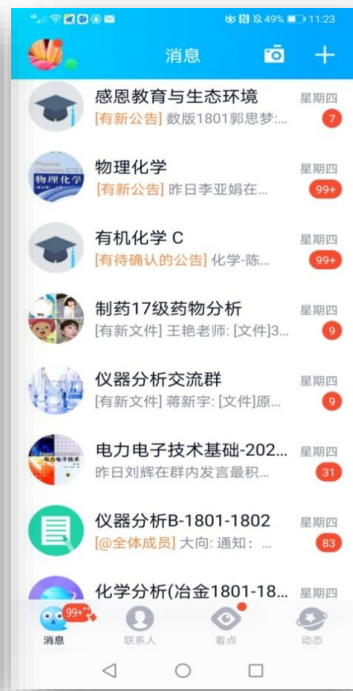 49% 11:23
消息
感恩教育与生态环境 星期四
[有新公告] 数版1801郭思梦:... 7
物理化学 星期四
[有新公告] 昨日李亚娟在... 99+
有机化学 C 星期四
[有待确认的公告] 化学-陈... 99+
制药17级药物分析 星期四
[有新文件] 王艳老师: [文件]3... 9
仪器分析交流群 星期四
[有新文件] 蒋新宇: [文件]原... 9
电力电子技术基础-202... 星期四
昨日刘辉在群内发言最积... 31
仪器分析B-1801-1802 星期四
[@全体成员] 大向: 通知: ... 83
化学分析(冶金1801-18... 星期四
99+
消息 联系人 看点 动态